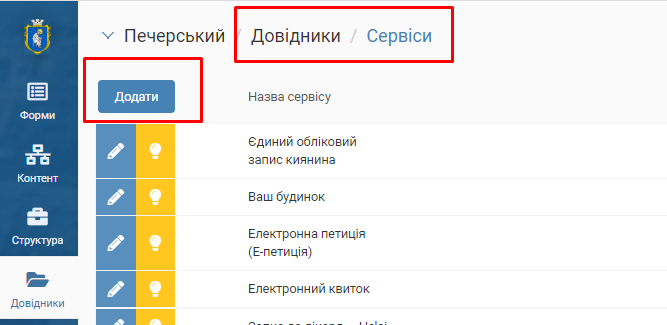 Печерський / Довідники / Сервіси
Додати
Назва сервісу
Форми
Контент
Структура
Довідники
Єдиний обліковий
запис киянина
Ваш будинок
Електронна петиція
(Е-петиція)
Електронний квиток